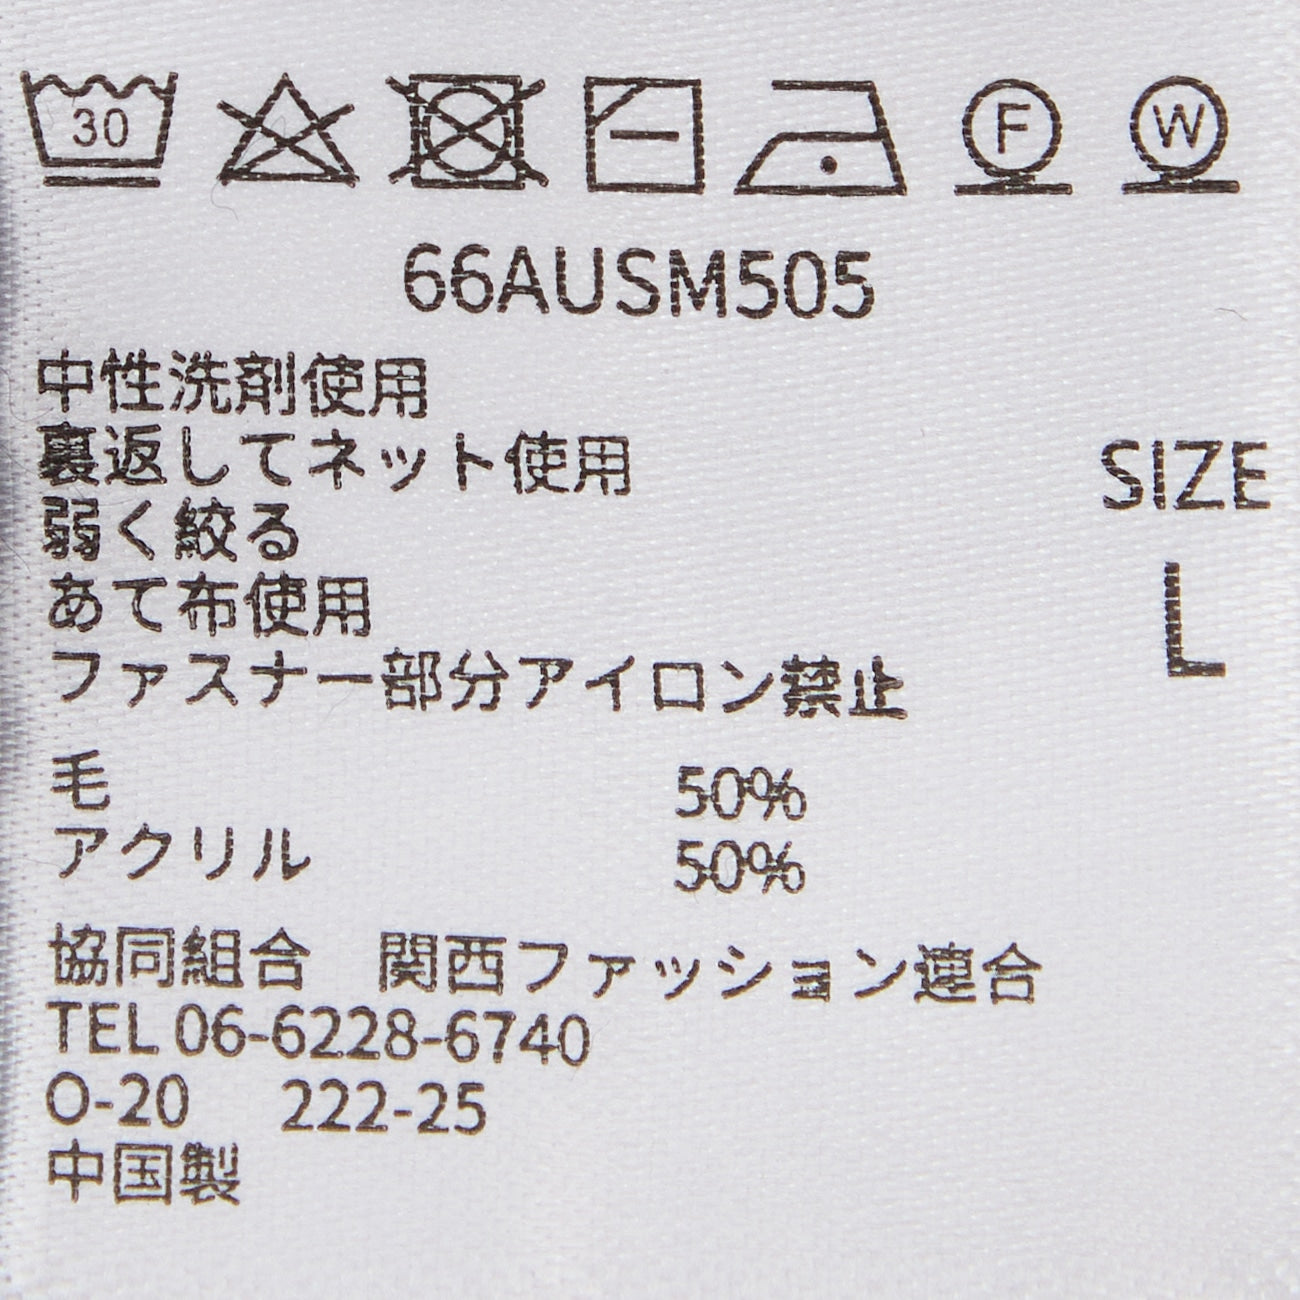 30 F W
66AUSM505
中性洗剤使用
裏返してネット使用
弱く絞る
あて布使用
ファスナー部分アイロン禁止
SIZE
L
毛 50%
アクリル 50%
協同組合 関西ファッション連合
TEL 06-6228-6740
O-20 222-25
中国製